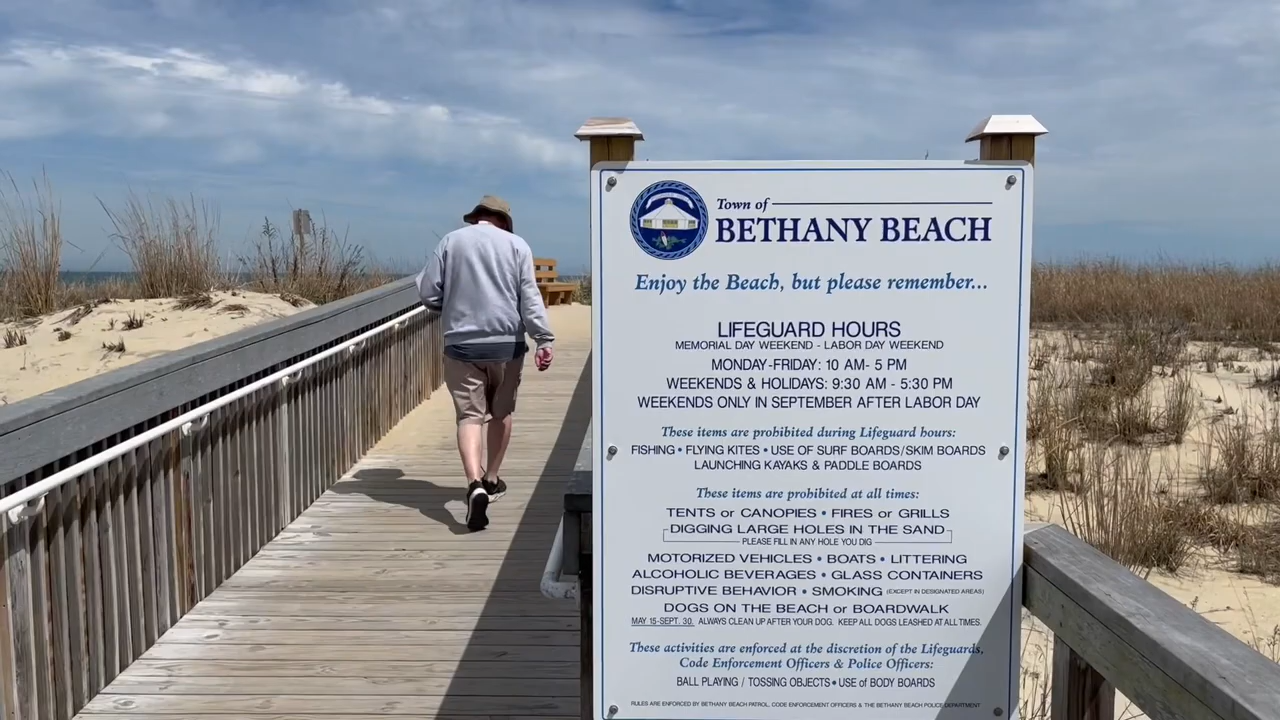 Town of
BETHANY BEACH
Enjoy the Beach, but please remember...
LIFEGUARD HOURS
MEMORIAL DAY WEEKEND - LABOR DAY WEEKEND
MONDAY-FRIDAY: 10 AM- 5 PM
WEEKENDS & HOLIDAYS: 9:30 AM - 5:30 PM
WEEKENDS ONLY IN SEPTEMBER AFTER LABOR DAY
These items are prohibited during Lifeguard hours:
FISHING • FLYING KITES • USE OF SURF BOARDS/SKIM BOARDS
LAUNCHING KAYAKS & PADDLE BOARDS
These items are prohibited at all times:
TENTS or CANOPIES • FIRES or GRILLS
DIGGING LARGE HOLES IN THE SAND
PLEASE FILL IN ANY HOLE YOU DIG
MOTORIZED VEHICLES • BOATS • LITTERING
ALCOHOLIC BEVERAGES • GLASS CONTAINERS
DISRUPTIVE BEHAVIOR • SMOKING (EXCEPT IN DESIGNATED AREAS)
DOGS ON THE BEACH or BOARDWALK
MAY 15-SEPT. 30. ALWAYS CLEAN UP AFTER YOUR DOG. KEEP ALL DOGS LEASHED AT ALL TIMES.
These activities are enforced at the discretion of the Lifeguards,
Code Enforcement Officers & Police Officers:
BALL PLAYING / TOSSING OBJECTS • USE of BODY BOARDS
RULES ARE ENFORCED BY BETHANY BEACH PATROL, CODE ENFORCEMENT OFFICERS & THE BETHANY BEACH POLICE DEPARTMENT